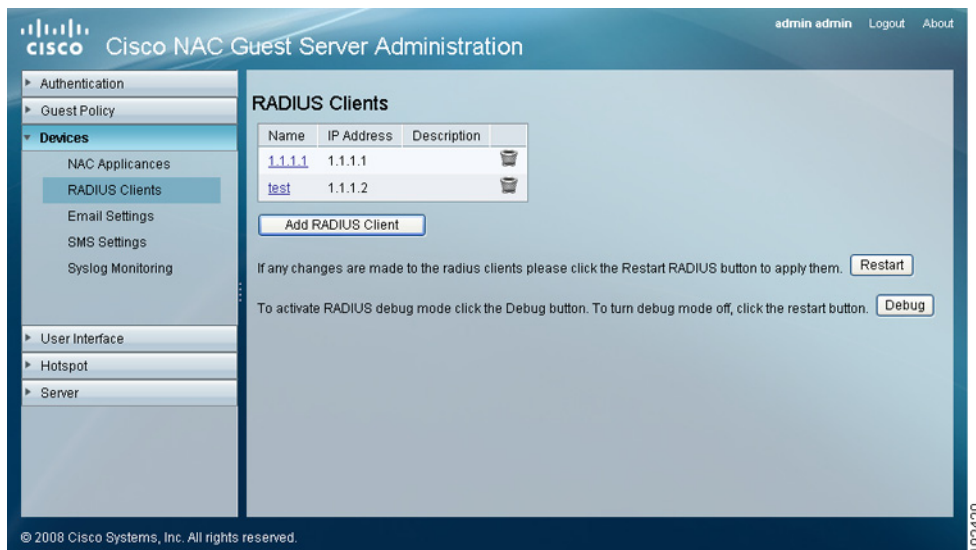 admin admin Logout About
CISCO Cisco NAC Guest Server Administration
Authentication
Guest Policy
Devices
NAC Applicances
RADIUS Clients
Email Settings
SMS Settings
Syslog Monitoring
User Interface
Hotspot
Server
RADIUS Clients
Name IP Address Description
1.1.1.1 1.1.1.1
test 1.1.1.2
Add RADIUS Client
If any changes are made to the radius clients please click the Restart RADIUS button to apply them. Restart
To activate RADIUS debug mode click the Debug button. To turn debug mode off, click the restart button. Debug
© 2008 Cisco Systems, Inc. All rights reserved.